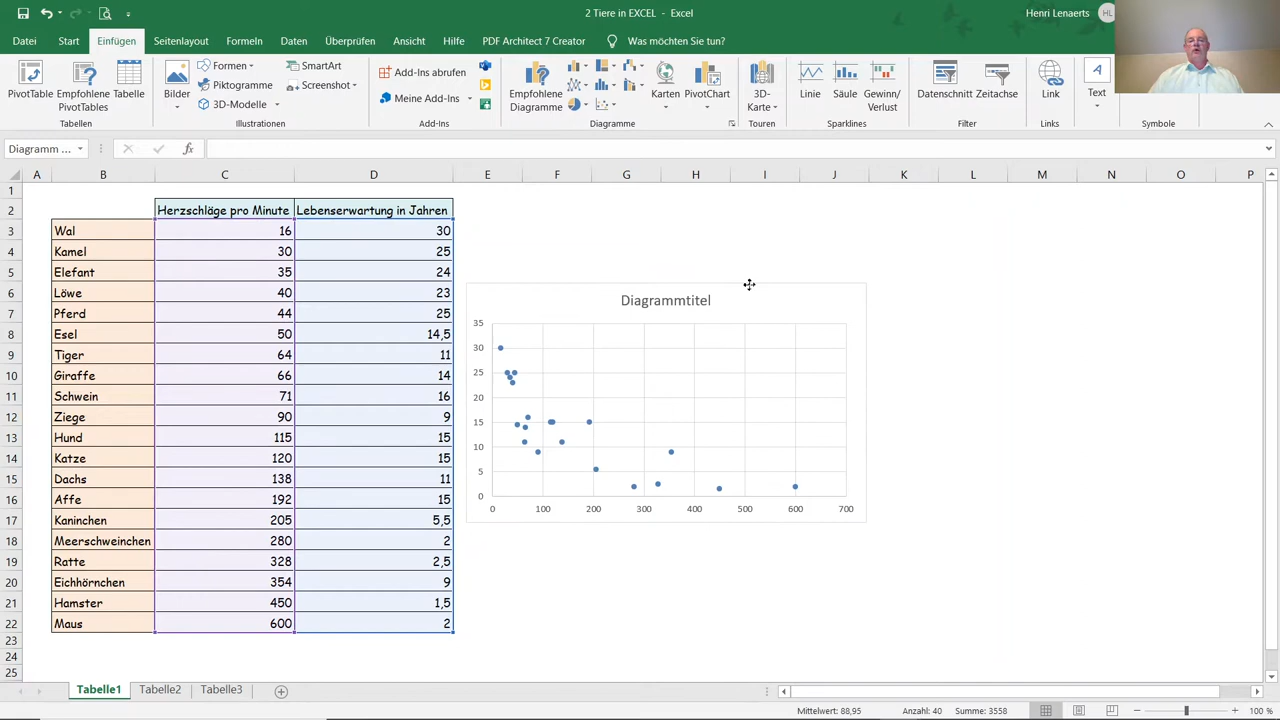 2 Tiere in EXCEL - Excel
Henri Lenaerts
HL
Datei Start Einfügen Seitenlayout Formeln Daten Überprüfen Ansicht Hilfe PDF Architect 7 Creator Was möchten Sie tun?
PivotTable
Empfohlene PivotTables
Tabelle
Tabellen
Bilder
Formen
Piktogramme
3D-Modelle
SmartArt
Screenshot
Illustrationen
Add-Ins abrufen
Meine Add-Ins
Add-Ins
Empfohlene Diagramme
Karten
PivotChart
Diagramme
3D-Karte
Touren
Linie
Säule
Gewinn/Verlust
Sparklines
Datenschnitt
Zeitachse
Filter
Link
Links
Text
Symbole
Diagramm ...
fx
A B C D E F G H I J K L M N O P
1
2 Herzschläge pro Minute Lebenserwartung in Jahren
3 Wal 16 30
4 Kamel 30 25
5 Elefant 35 24
6 Löwe 40 23
7 Pferd 44 25
8 Esel 50 14,5
9 Tiger 64 11
10 Giraffe 66 14
11 Schwein 71 16
12 Ziege 90 9
13 Hund 115 15
14 Katze 120 15
15 Dachs 138 11
16 Affe 192 15
17 Kaninchen 205 5,5
18 Meerschweinchen 280 2
19 Ratte 328 2,5
20 Eichhörnchen 354 9
21 Hamster 450 1,5
22 Maus 600 2
23
24
25
Diagrammtitel
35
30
25
20
15
10
5
0
0 100 200 300 400 500 600 700
Tabelle1 Tabelle2 Tabelle3
Mittelwert: 88,95 Anzahl: 40 Summe: 3558 100 %